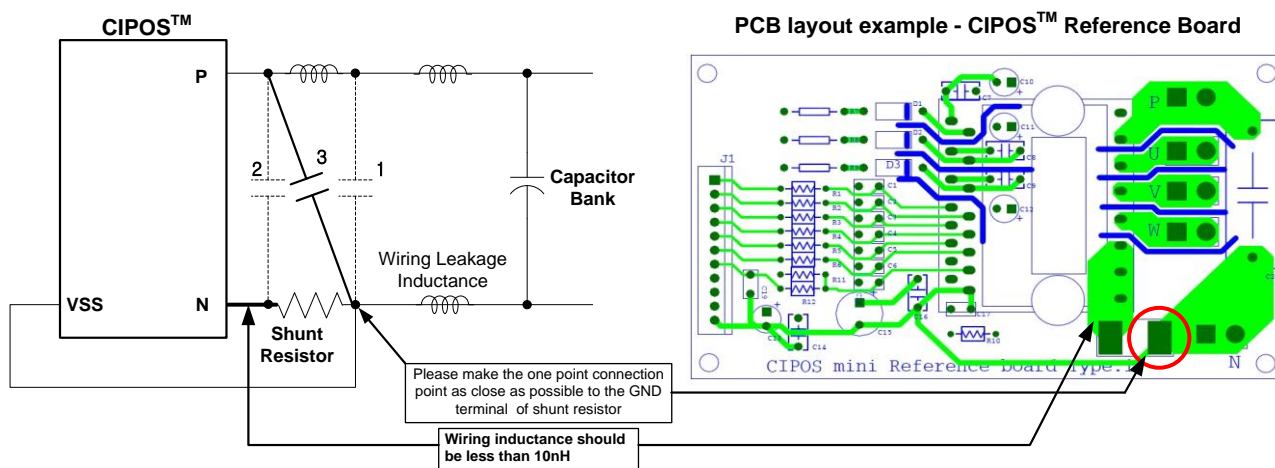 CIPOS™
P
2
3
1
Capacitor
Bank
Wiring Leakage
Inductance
VSS
N
Shunt
Resistor
Please make the one point connection
point as close as possible to the GND
terminal of shunt resistor
Wiring inductance should
be less than 10nH
PCB layout example - CIPOS™ Reference Board
C10
D1
C11
D2
D3
C8
C9
C12
P
U
V
W
J1
R1
R2
R3
R4
R5
R6
R11
R12
C1
C2
C3
C4
C5
C6
C14
C15
C16
C17
R10
N
CIPOS mini Reference board Type.